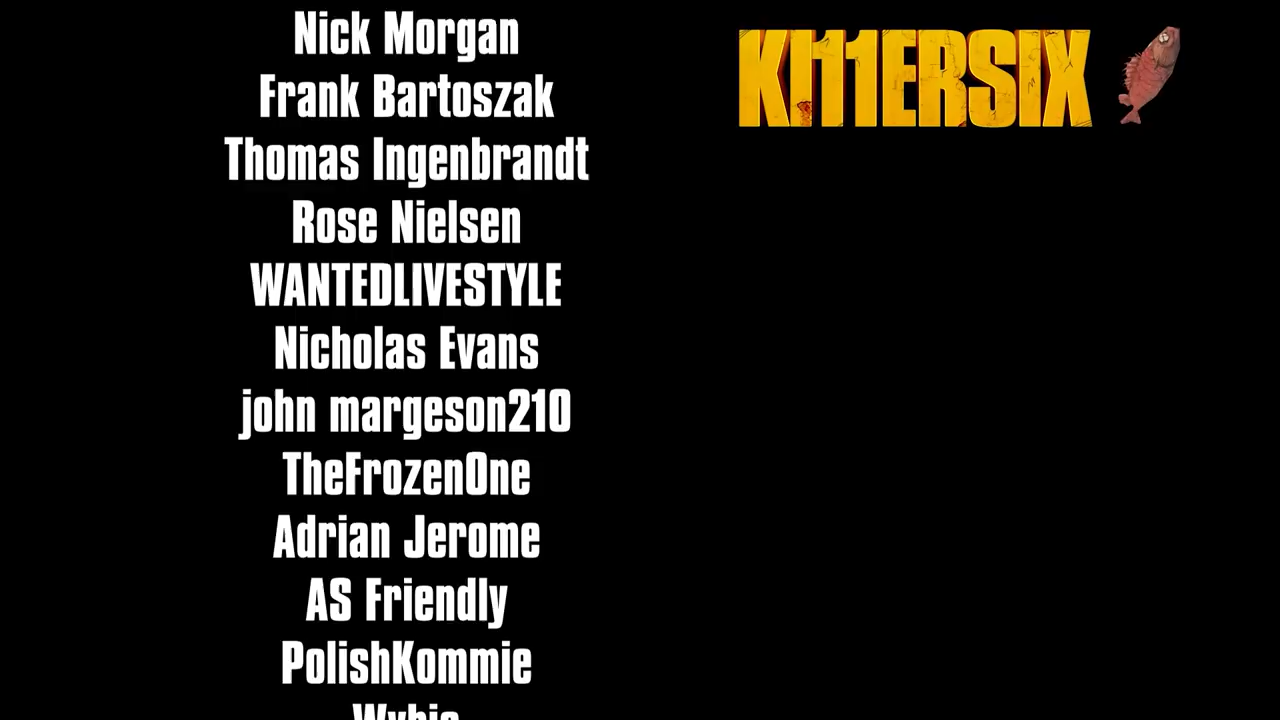 Nick Morgan
Frank Bartoszak
Thomas Ingenbrandt
Rose Nielsen
WANTEDLIVESTYLE
Nicholas Evans
john margeson210
TheFrozenOne
Adrian Jerome
AS Friendly
PolishKommie
KI11ERSIX